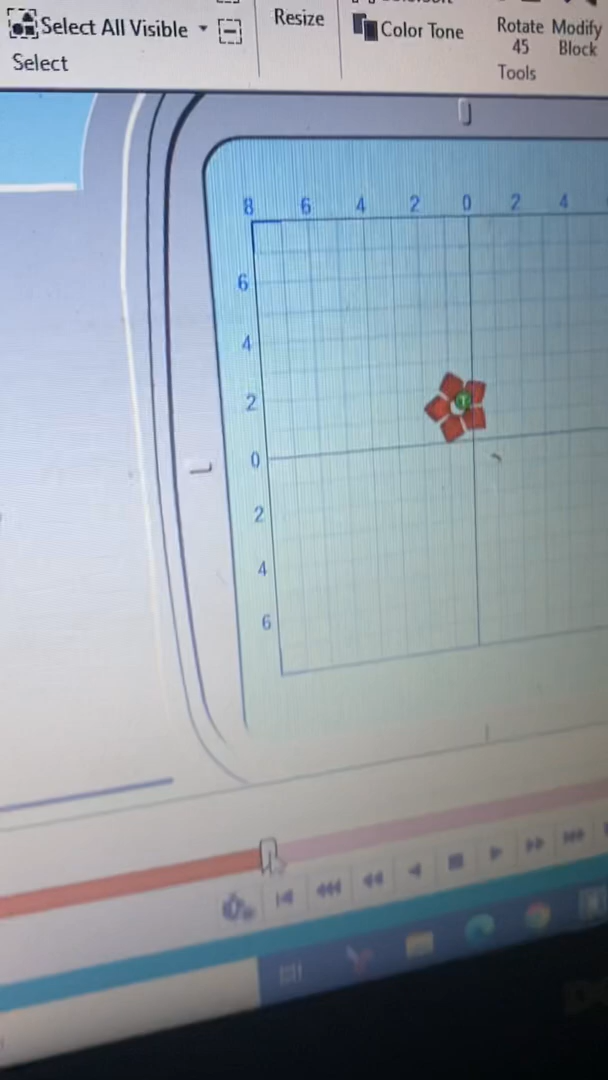 Select All Visible
Resize
Color Tone
Rotate 45
Modify Block
Select
Tools
8 6 4 2 0 2 4
6
4
2
0
2
4
6